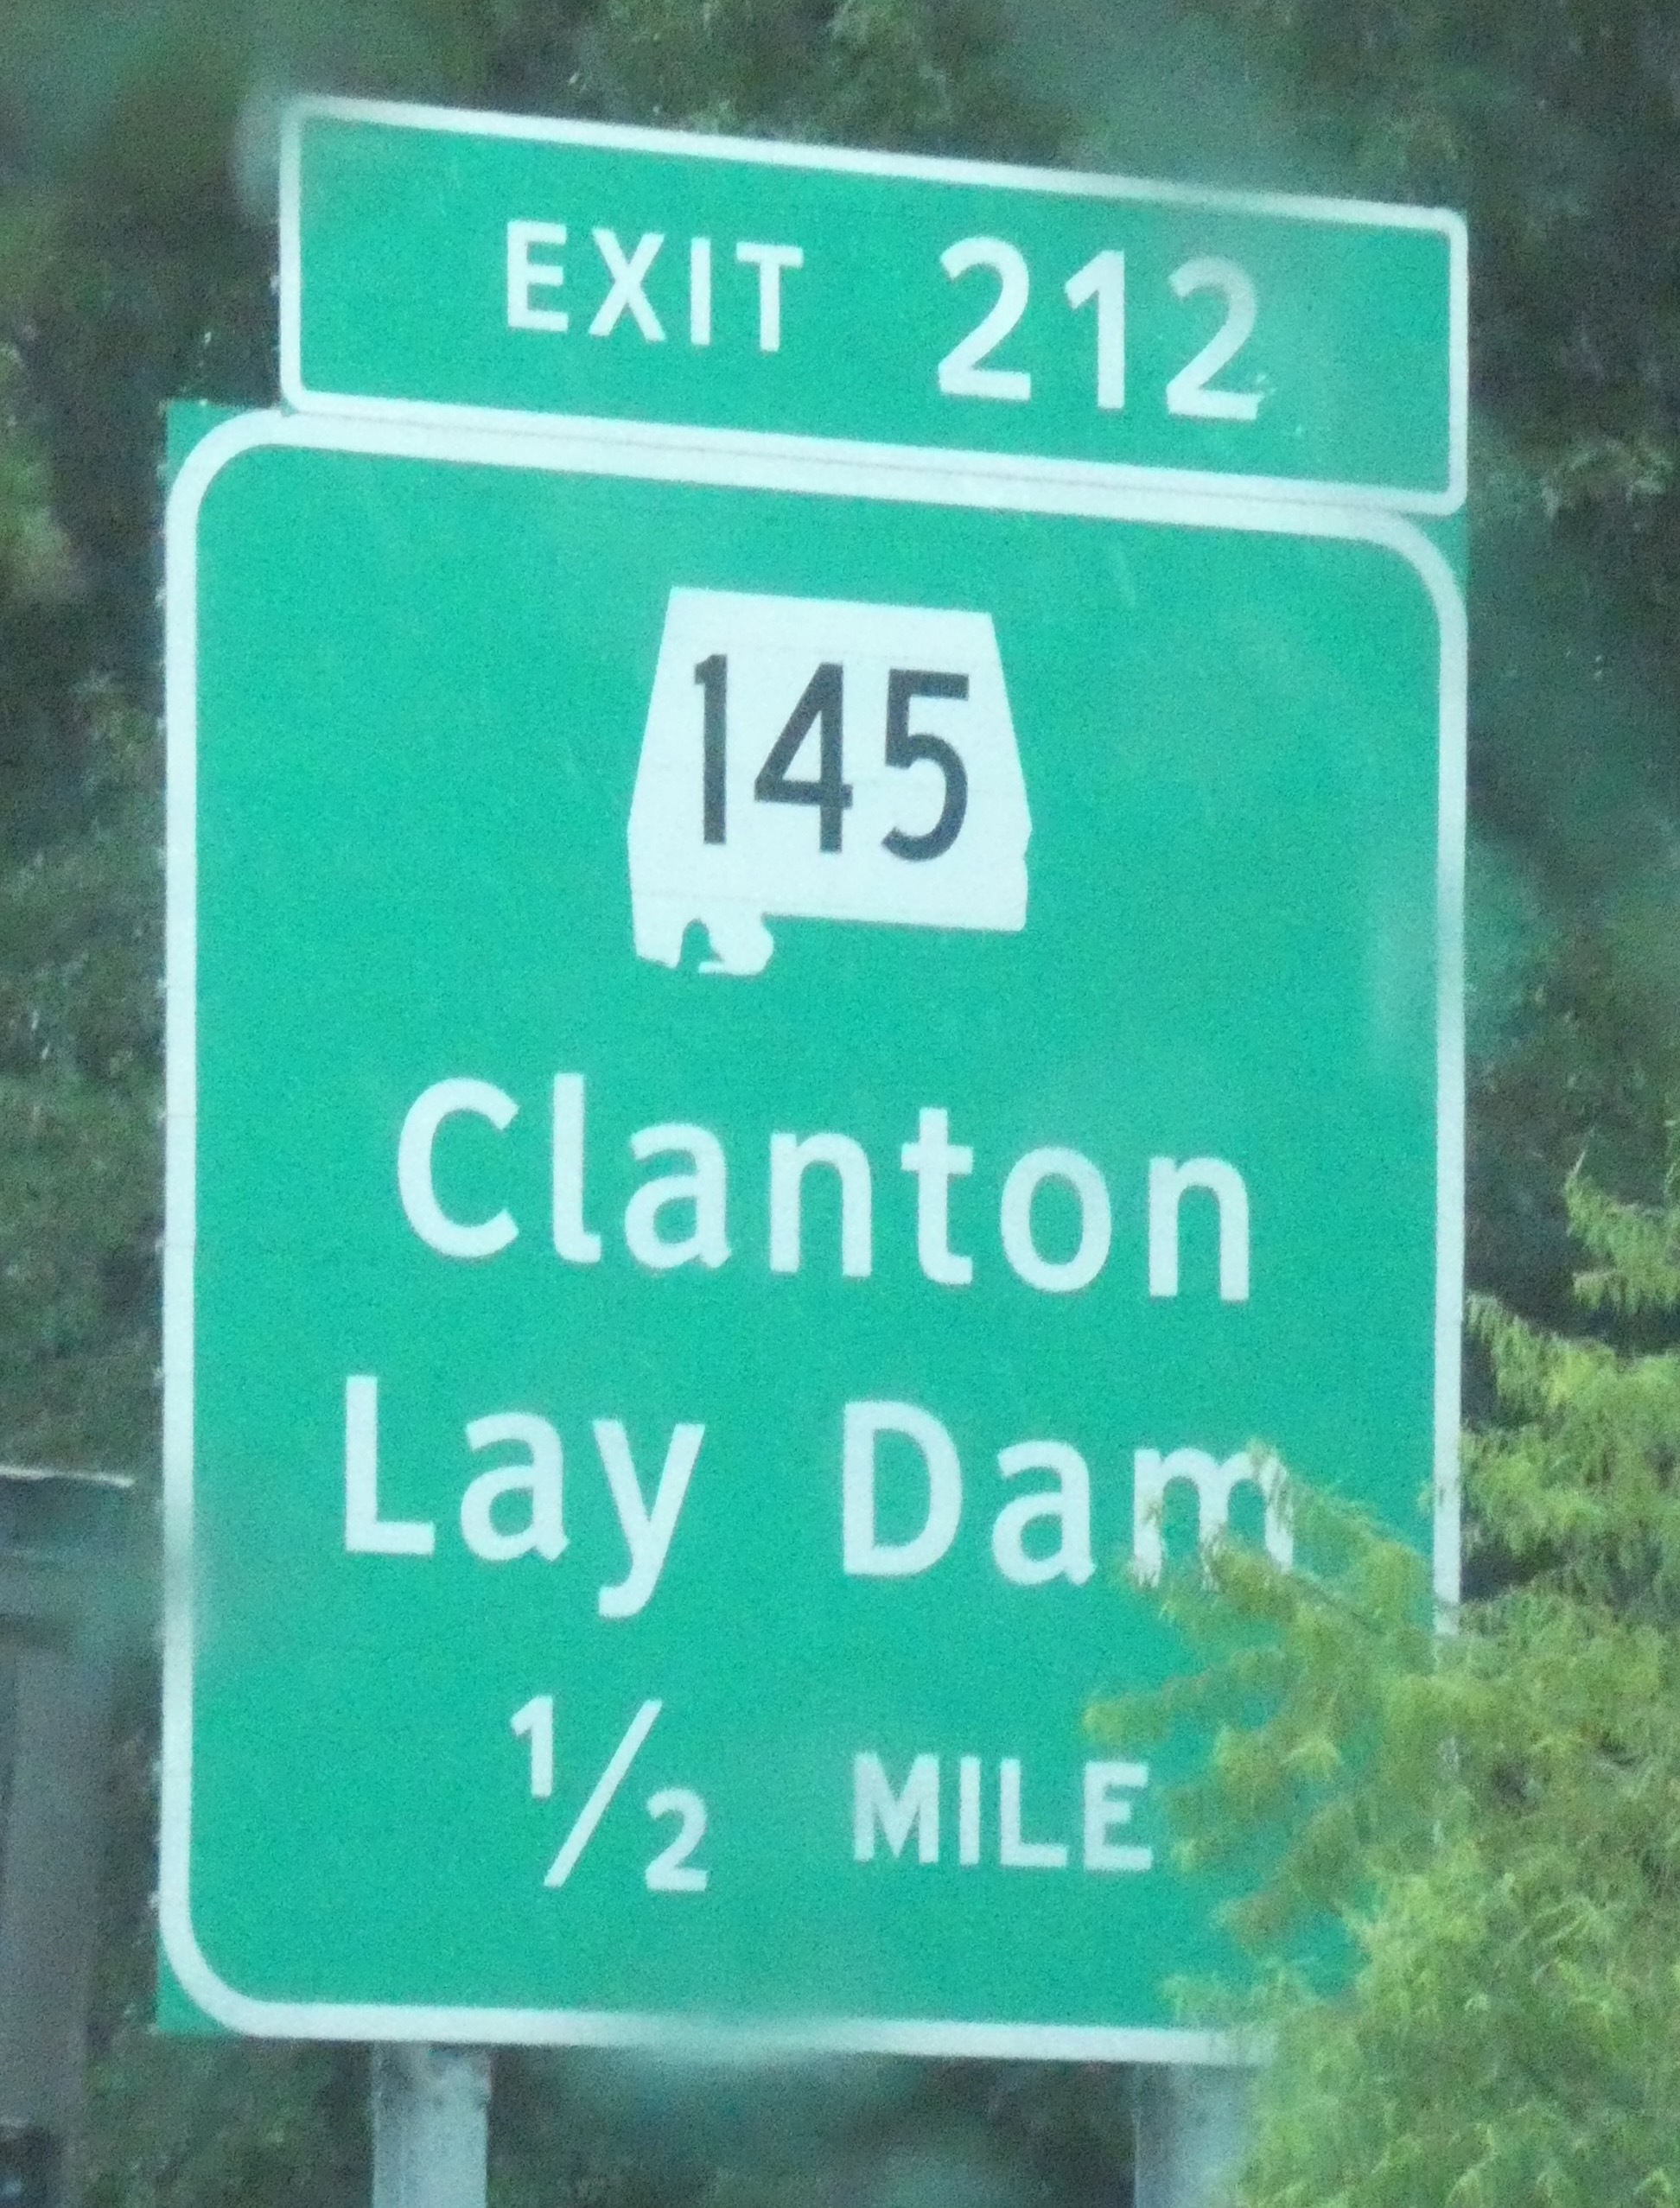 EXIT 212
145
Clanton
Lay Dam
1/2 MILE